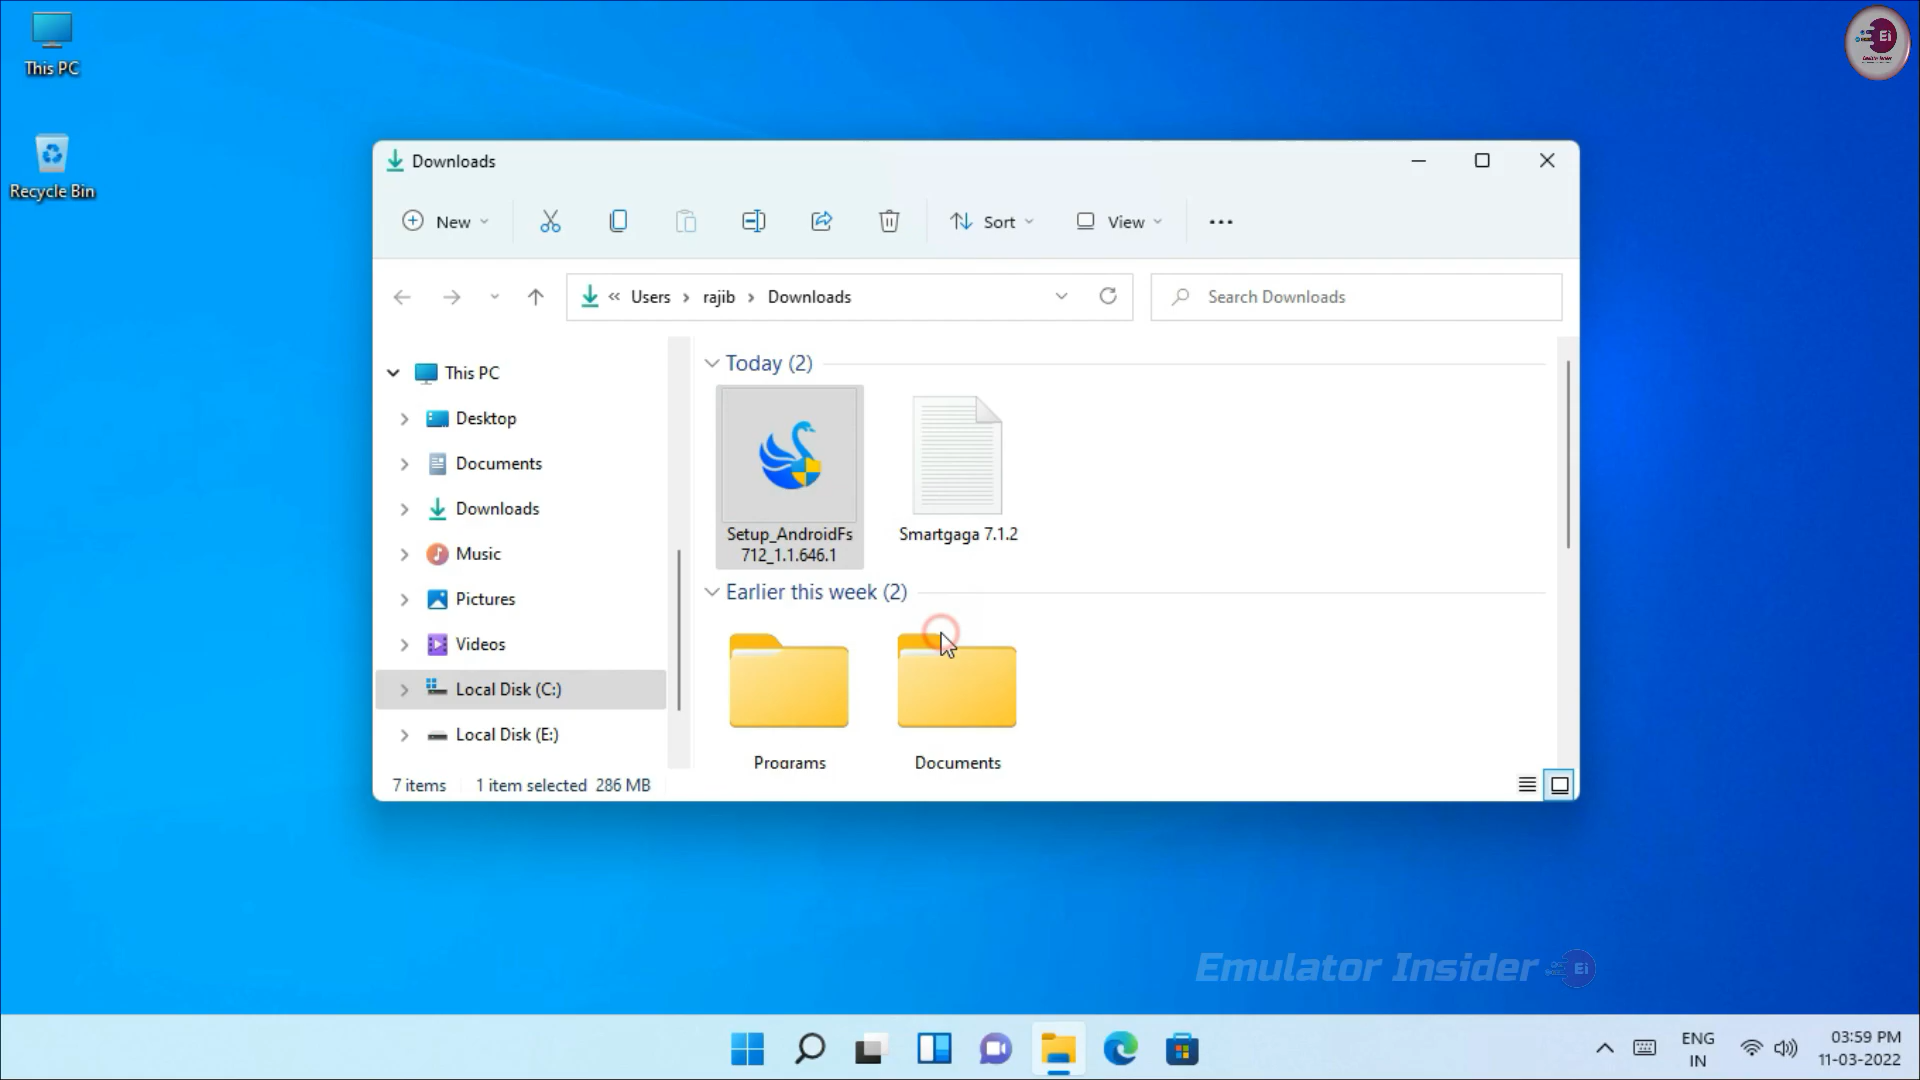 This PC
Recycle Bin
Ei
Downloads
New
Sort
View
Users
rajib
Downloads
Search Downloads
This PC
Desktop
Documents
Downloads
Music
Pictures
Videos
Local Disk (C:)
Local Disk (E:)
Today (2)
Setup_AndroidFs
712_1.1.646.1
Smartgaga 7.1.2
Earlier this week (2)
Programs
Documents
7 items
1 item selected 286 MB
Emulator Insider Ei
ENG
IN
03:59 PM
11-03-2022